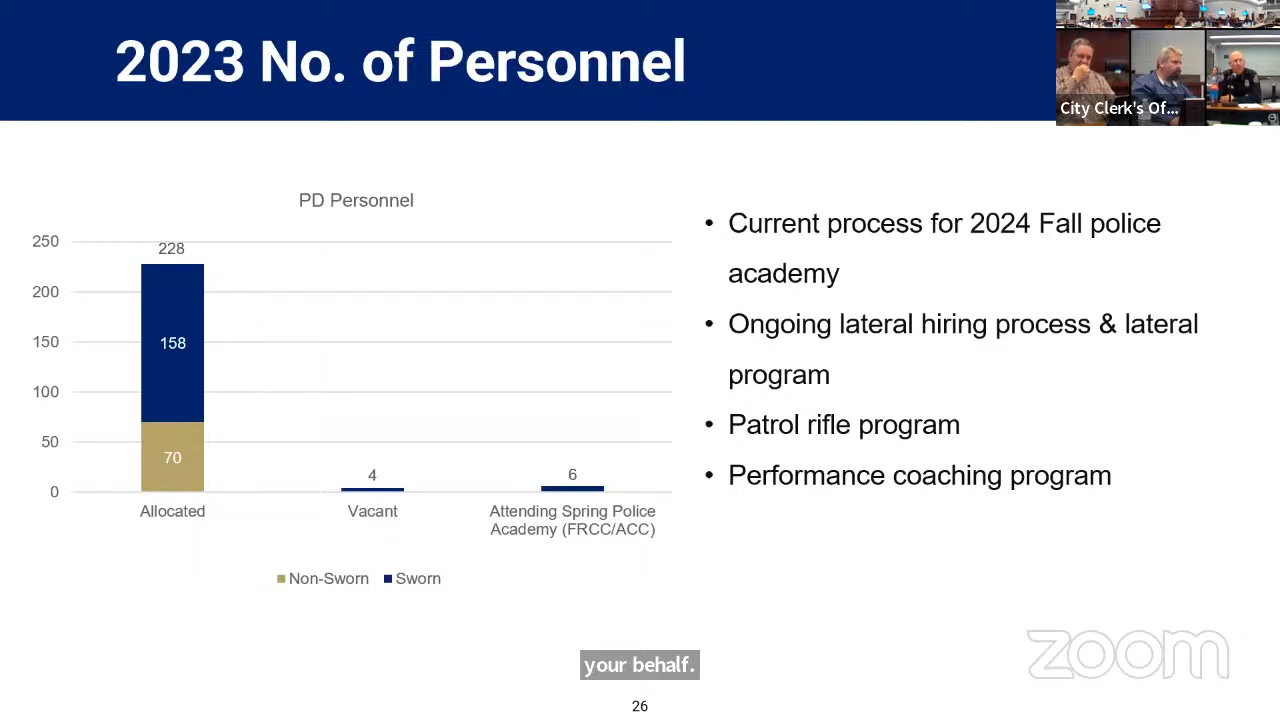 2023 No. of Personnel
City Clerk's Of...
PD Personnel
250
200
150
100
50
0
228
158
70
4
6
Allocated
Vacant
Attending Spring Police
Academy (FRCC/ACC)
Non-Sworn Sworn
• Current process for 2024 Fall police
academy
• Ongoing lateral hiring process & lateral
program
• Patrol rifle program
• Performance coaching program
zoom
your behalf.
26